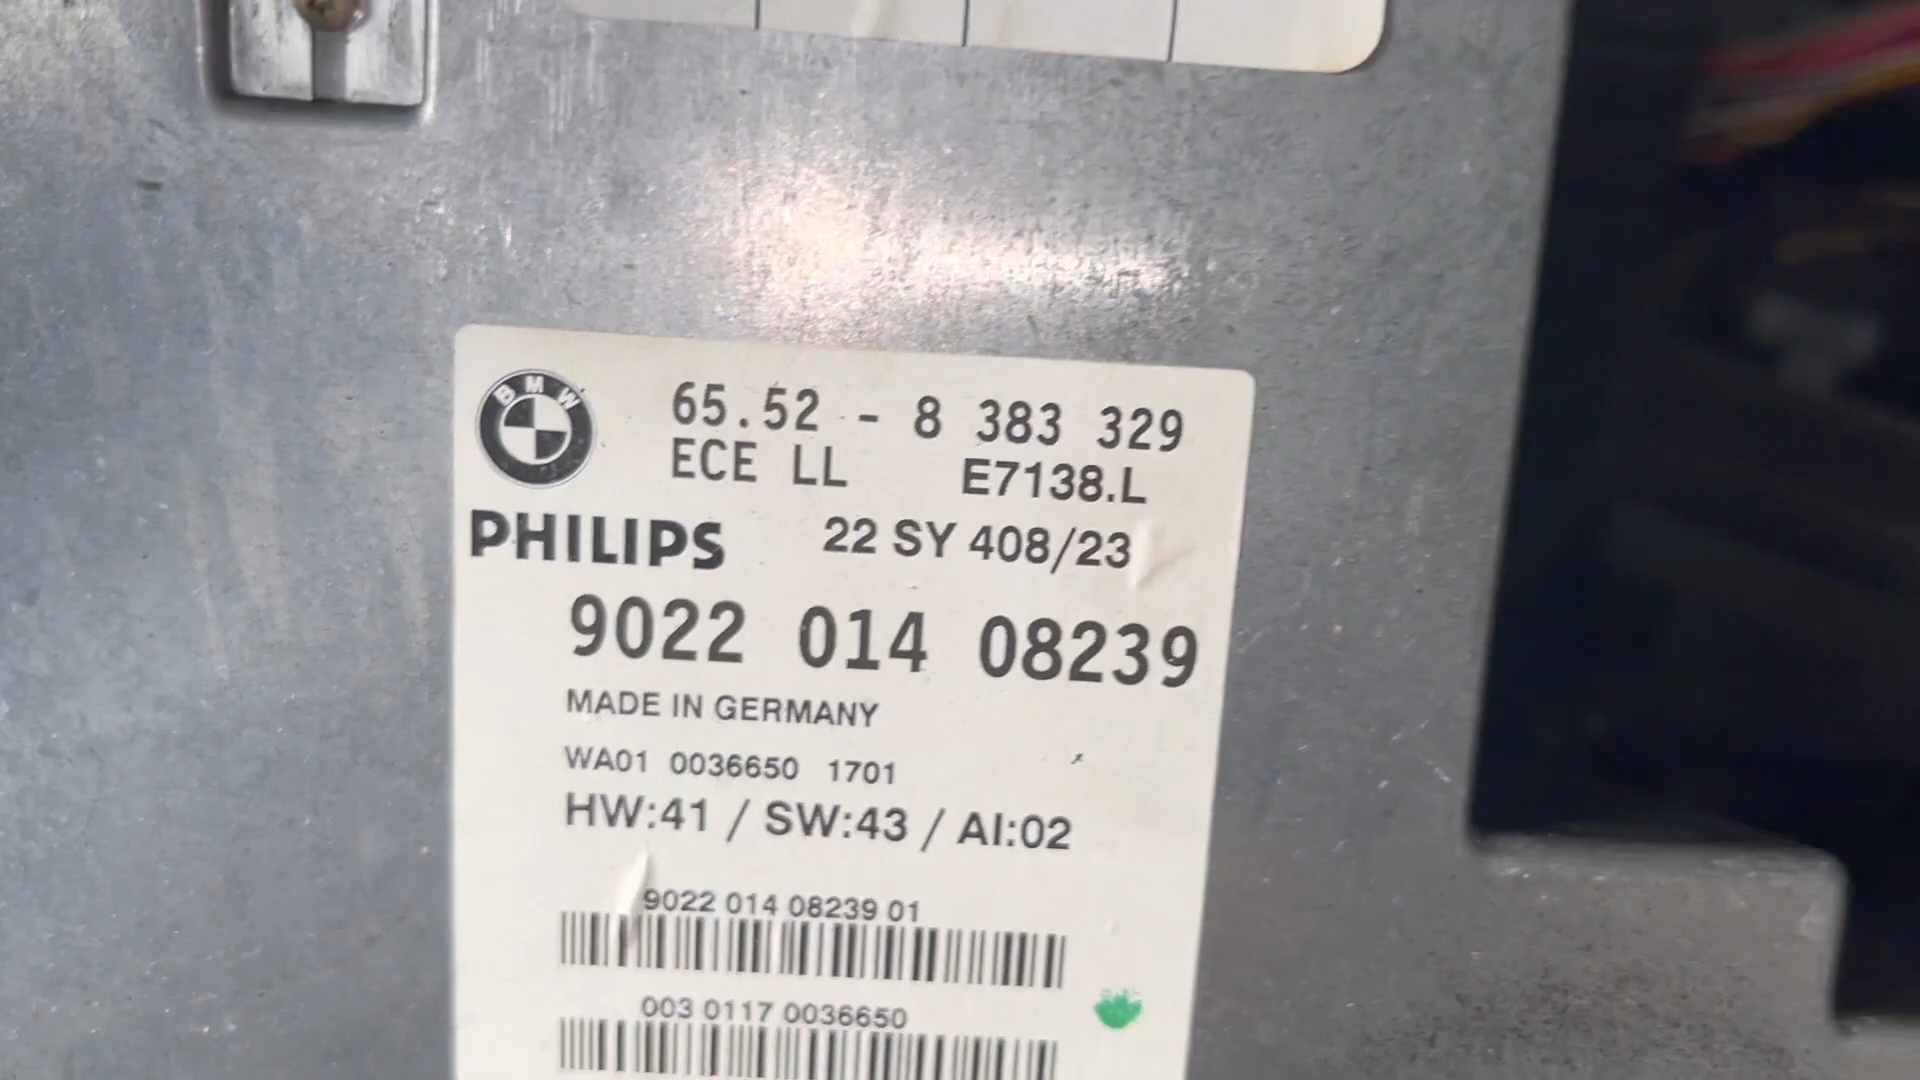 BMW
65.52 - 8 383 329
ECE LL E7138.L
PHILIPS 22 SY 408/23
9022 014 08239
MADE IN GERMANY
WA01 0036650 1701
HW:41 / SW:43 / AI:02
9022 014 08239 01
003 0117 0036650